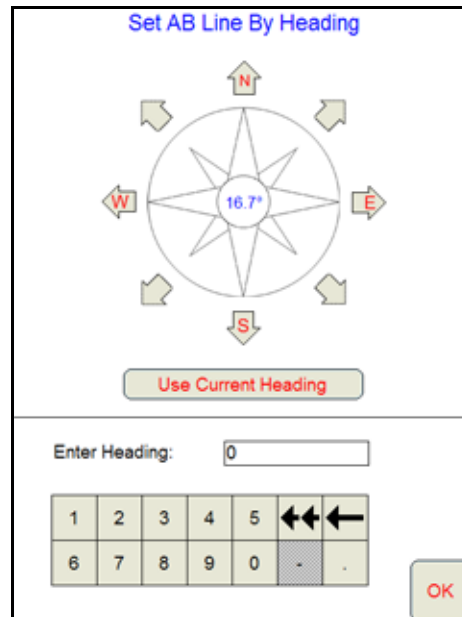 Set AB Line By Heading
N
W
16.7°
E
S
Use Current Heading
Enter Heading: 0
1 2 3 4 5
6 7 8 9 0 - .
OK